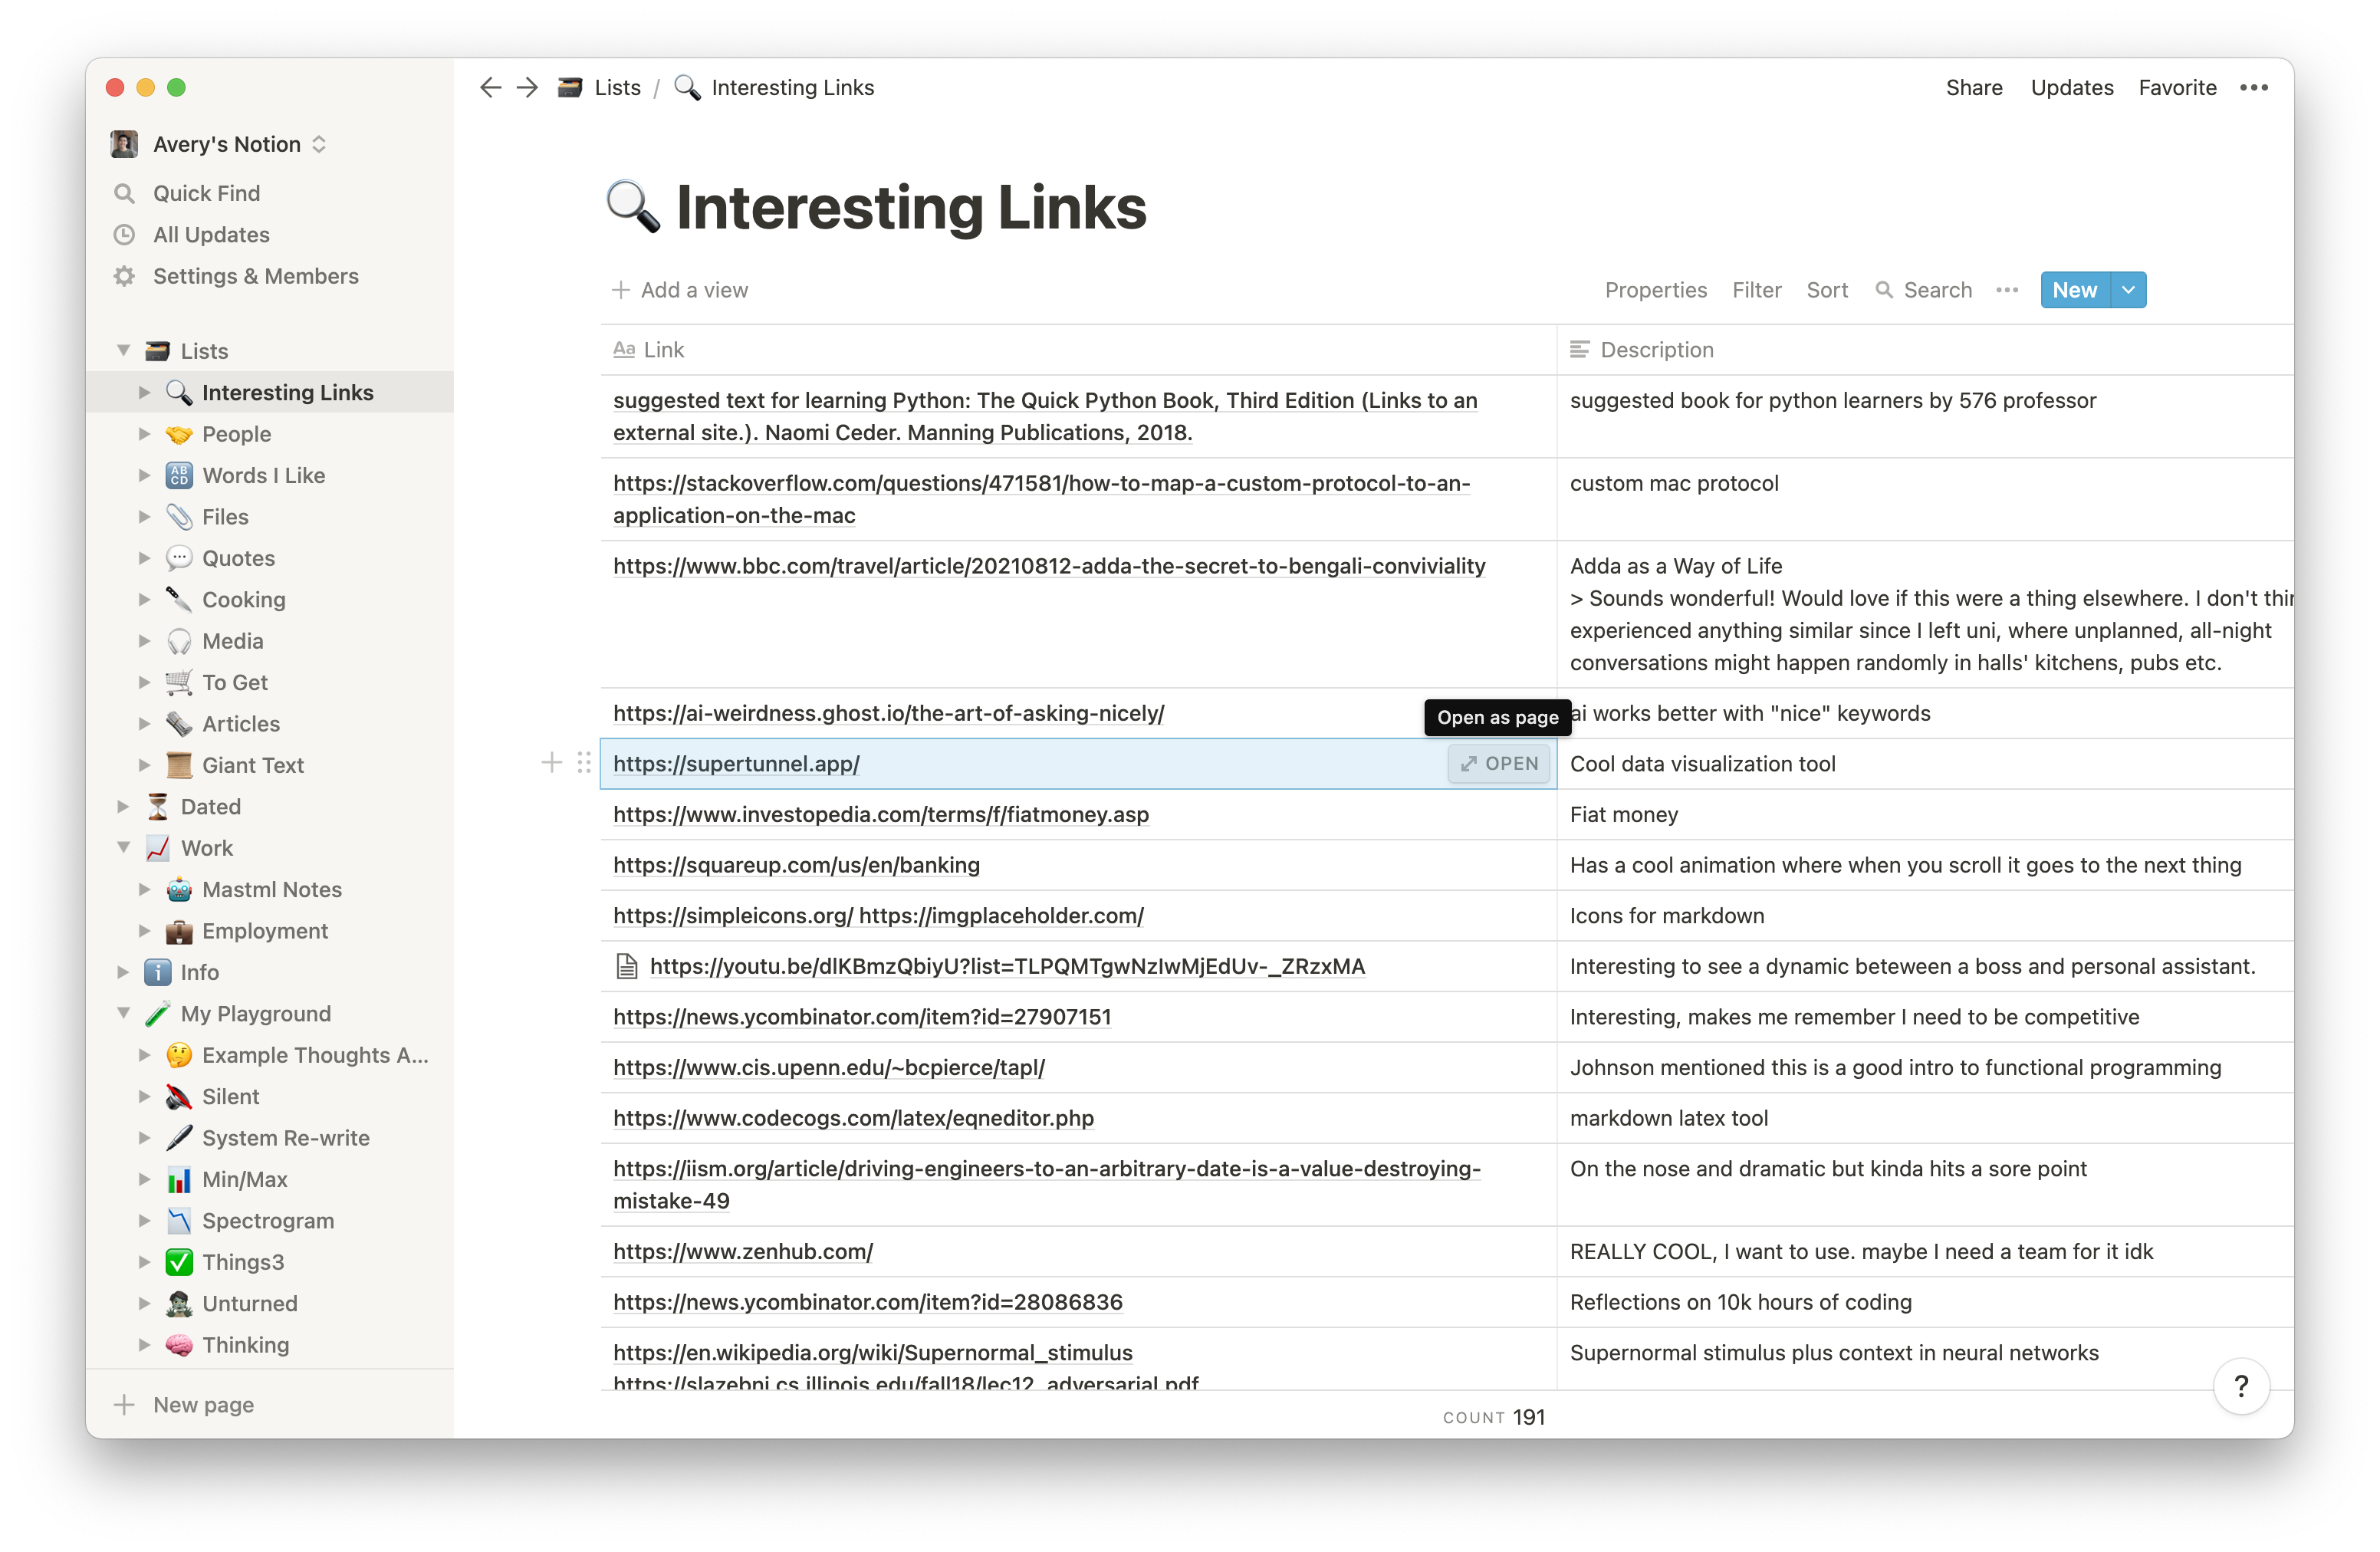 Avery's Notion
Quick Find
All Updates
Settings & Members
Lists
Interesting Links
People
Words I Like
Files
Quotes
Cooking
Media
To Get
Articles
Giant Text
Dated
Work
Mastml Notes
Employment
Info
My Playground
Example Thoughts A...
Silent
System Re-write
Min/Max
Spectrogram
Things3
Unturned
Thinking
New page
Lists / Interesting Links
Share Updates Favorite
Interesting Links
Add a view
Properties Filter Sort Search New
Aa Link Description
suggested text for learning Python: The Quick Python Book, Third Edition (Links to an
external site.). Naomi Ceder. Manning Publications, 2018.
suggested book for python learners by 576 professor
https://stackoverflow.com/questions/471581/how-to-map-a-custom-protocol-to-an-
application-on-the-mac
custom mac protocol
https://www.bbc.com/travel/article/20210812-adda-the-secret-to-bengali-conviviality
Adda as a Way of Life
> Sounds wonderful! Would love if this were a thing elsewhere. I don't
experienced anything similar since I left uni, where unplanned, all-night
conversations might happen randomly in halls' kitchens, pubs etc.
https://ai-weirdness.ghost.io/the-art-of-asking-nicely/
Open as page
ai works better with "nice" keywords
https://supertunnel.app/
OPEN
Cool data visualization tool
https://www.investopedia.com/terms/f/fiatmoney.asp
Fiat money
https://squareup.com/us/en/banking
Has a cool animation where when you scroll it goes to the next thing
https://simpleicons.org/ https://imgplaceholder.com/
Icons for markdown
https://youtu.be/dlKBmzQbiyU?list=TLPQMTgwNzIwMjEdUv-_ZRzxMA
Interesting to see a dynamic beteween a boss and personal assistant.
https://news.ycombinator.com/item?id=27907151
Interesting, makes me remember I need to be competitive
https://www.cis.upenn.edu/~bcpierce/tapl/
Johnson mentioned this is a good intro to functional programming
https://www.codecogs.com/latex/eqneditor.php
markdown latex tool
https://iism.org/article/driving-engineers-to-an-arbitrary-date-is-a-value-destroying-
mistake-49
On the nose and dramatic but kinda hits a sore point
https://www.zenhub.com/
REALLY COOL, I want to use. maybe I need a team for it idk
https://news.ycombinator.com/item?id=28086836
Reflections on 10k hours of coding
https://en.wikipedia.org/wiki/Supernormal_stimulus
https://slazebni.cs.illinois.edu/fall18/lec12_adversarial.pdf
Supernormal stimulus plus context in neural networks
COUNT 191
?